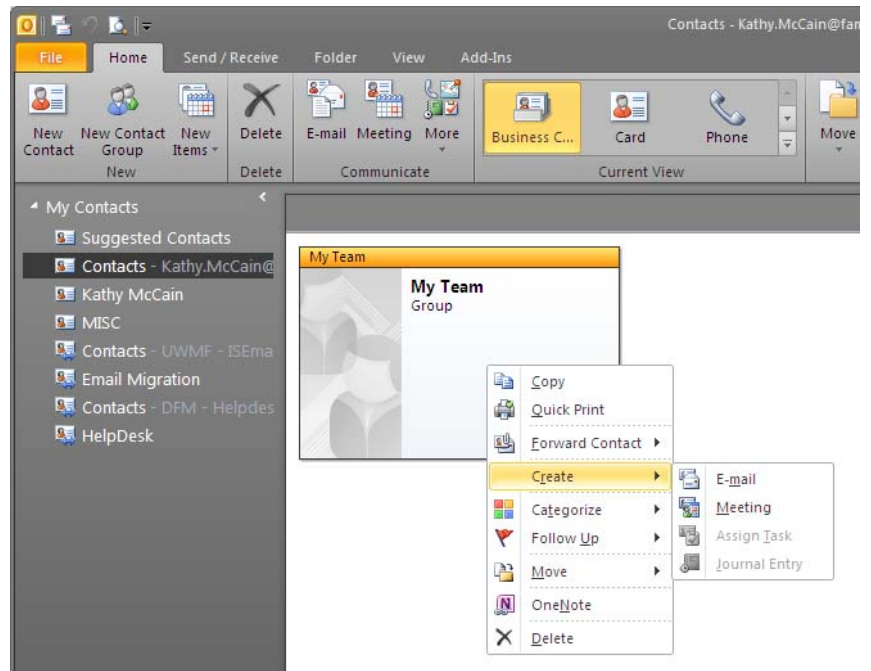 Contacts - Kathy.McCain@fam
File Home Send / Receive Folder View Add-Ins
New Contact
New Contact Group
New Items
Delete
E-mail
Meeting
More
Business C...
Card
Phone
Move
New Delete Communicate Current View
My Contacts
Suggested Contacts
Contacts - Kathy.McCain@
Kathy McCain
MISC
Contacts - UWMF - ISEma
Email Migration
Contacts - DFM - Helpdes
HelpDesk
My Team
My Team
Group
Copy
Quick Print
Forward Contact
Create
Categorize
Follow Up
Move
OneNote
Delete
E-mail
Meeting
Assign Task
Journal Entry